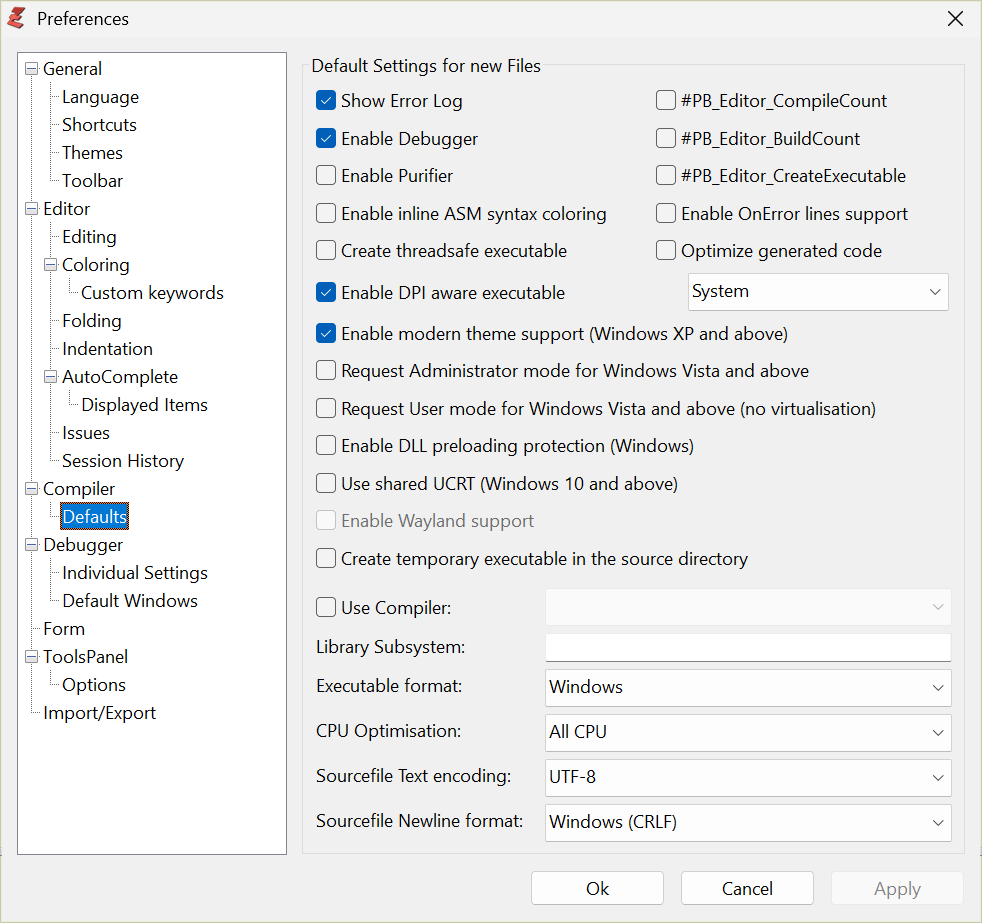 Preferences
General
Language
Shortcuts
Themes
Toolbar
Editor
Editing
Coloring
Custom keywords
Folding
Indentation
AutoComplete
Displayed Items
Issues
Session History
Compiler
Defaults
Debugger
Individual Settings
Default Windows
Form
ToolsPanel
Options
Import/Export
Default Settings for new Files
Show Error Log
#PB_Editor_CompileCount
Enable Debugger
#PB_Editor_BuildCount
Enable Purifier
#PB_Editor_CreateExecutable
Enable inline ASM syntax coloring
Enable OnError lines support
Create threadsafe executable
Optimize generated code
Enable DPI aware executable
System
Enable modern theme support (Windows XP and above)
Request Administrator mode for Windows Vista and above
Request User mode for Windows Vista and above (no virtualisation)
Enable DLL preloading protection (Windows)
Use shared UCRT (Windows 10 and above)
Enable Wayland support
Create temporary executable in the source directory
Use Compiler:
Library Subsystem:
Executable format: Windows
CPU Optimisation: All CPU
Sourcefile Text encoding: UTF-8
Sourcefile Newline format: Windows (CRLF)
Ok Cancel Apply